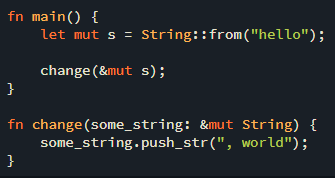 fn main() {
    let mut s = String::from("hello");

    change(&mut s);
}

fn change(some_string: &mut String) {
    some_string.push_str(", world");
}